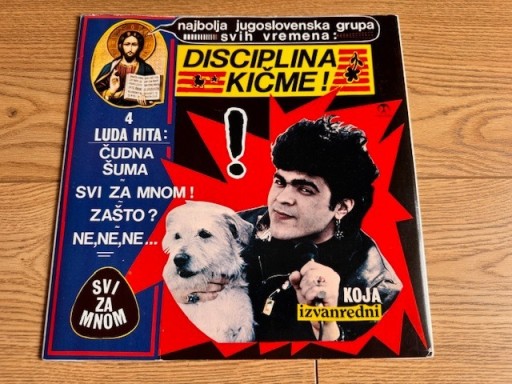 najbolja jugoslovenska grupa
svih vremena:
DISCIPLINA
KIČME!
4
LUDA HITA:
ČUDNA
ŠUMA
~
SVI ZA MNOM!
~
ZAŠTO?
~
NE,NE,NE...
!
SVI
ZA
MNOM
KOJA
izvanredni